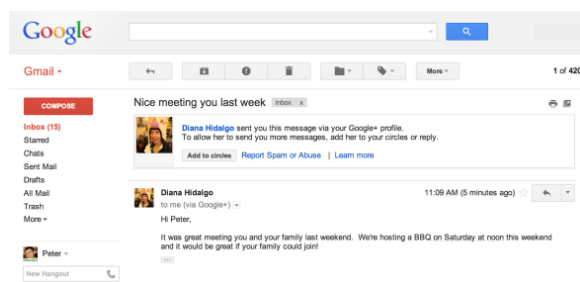 Google
Gmail
More
1 of 420
COMPOSE
Nice meeting you last week Inbox x
Inbox (15)
Starred
Chats
Sent Mail
Drafts
All Mail
Trash
More
Diana Hidalgo sent you this message via your Google+ profile.
To allow her to send you more messages, add her to your circles or reply.
Add to circles Report Spam or Abuse | Learn more
Diana Hidalgo 11:09 AM (5 minutes ago)
to me (via Google+)
Hi Peter,
It was great meeting you and your family last weekend. We're hosting a BBQ on Saturday at noon this weekend
and it would be great if your family could join!
Peter
New Hangout